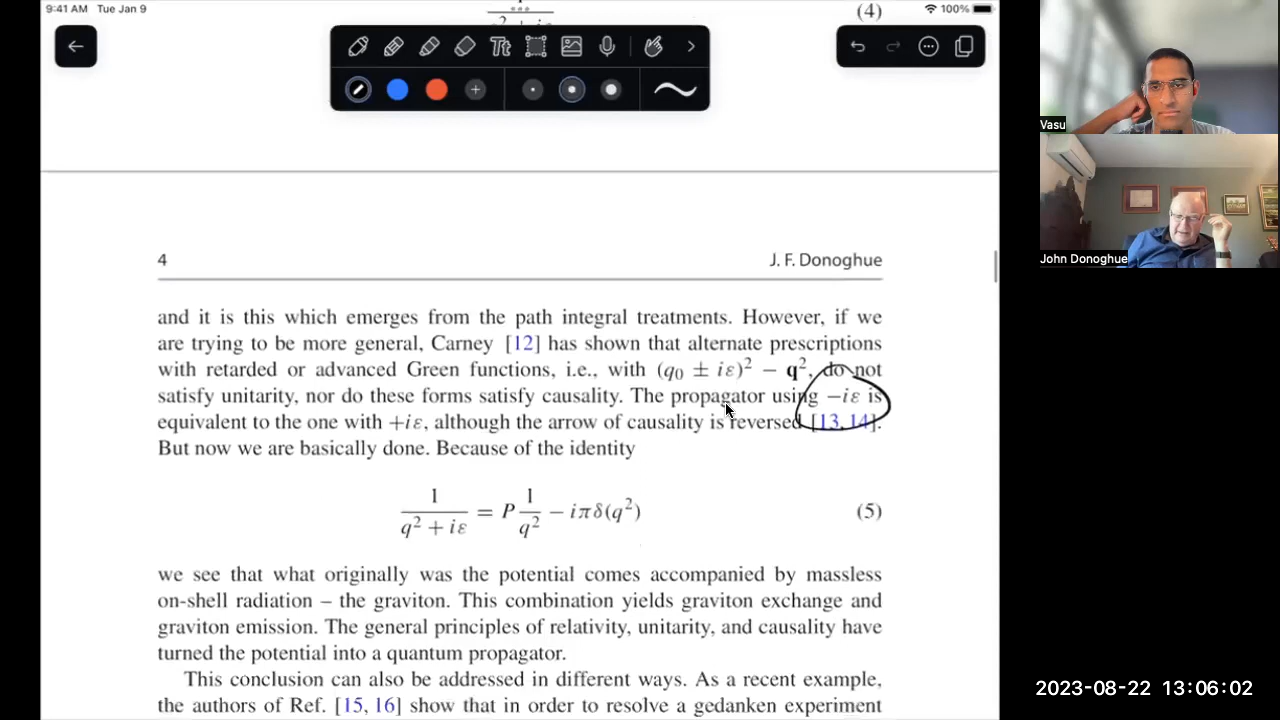 9:41 AM Tue Jan 9
100%
(4)
Tt
Vasu
John Donoghue
4 J. F. Donoghue
and it is this which emerges from the path integral treatments. However, if we
are trying to be more general, Carney [12] has shown that alternate prescriptions
with retarded or advanced Green functions, i.e., with (q₀ ± iε)² − q², do not
satisfy unitarity, nor do these forms satisfy causality. The propagator using −iε is
equivalent to the one with +iε, although the arrow of causality is reversed [13, 14].
But now we are basically done. Because of the identity
1/(q² + iε) = P 1/q² − iπδ(q²) (5)
we see that what originally was the potential comes accompanied by massless
on-shell radiation – the graviton. This combination yields graviton exchange and
graviton emission. The general principles of relativity, unitarity, and causality have
turned the potential into a quantum propagator.
This conclusion can also be addressed in different ways. As a recent example,
the authors of Ref. [15, 16] show that in order to resolve a gedanken experiment
2023-08-22 13:06:02